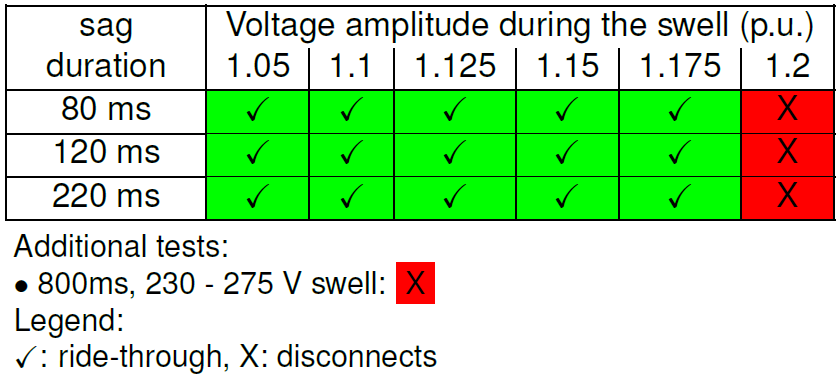 sag Voltage amplitude during the swell (p.u.)
duration 1.05 1.1 1.125 1.15 1.175 1.2
80 ms ✓ ✓ ✓ ✓ ✓ X
120 ms ✓ ✓ ✓ ✓ ✓ X
220 ms ✓ ✓ ✓ ✓ ✓ X
Additional tests:
• 800ms, 230 - 275 V swell: X
Legend:
✓: ride-through, X: disconnects